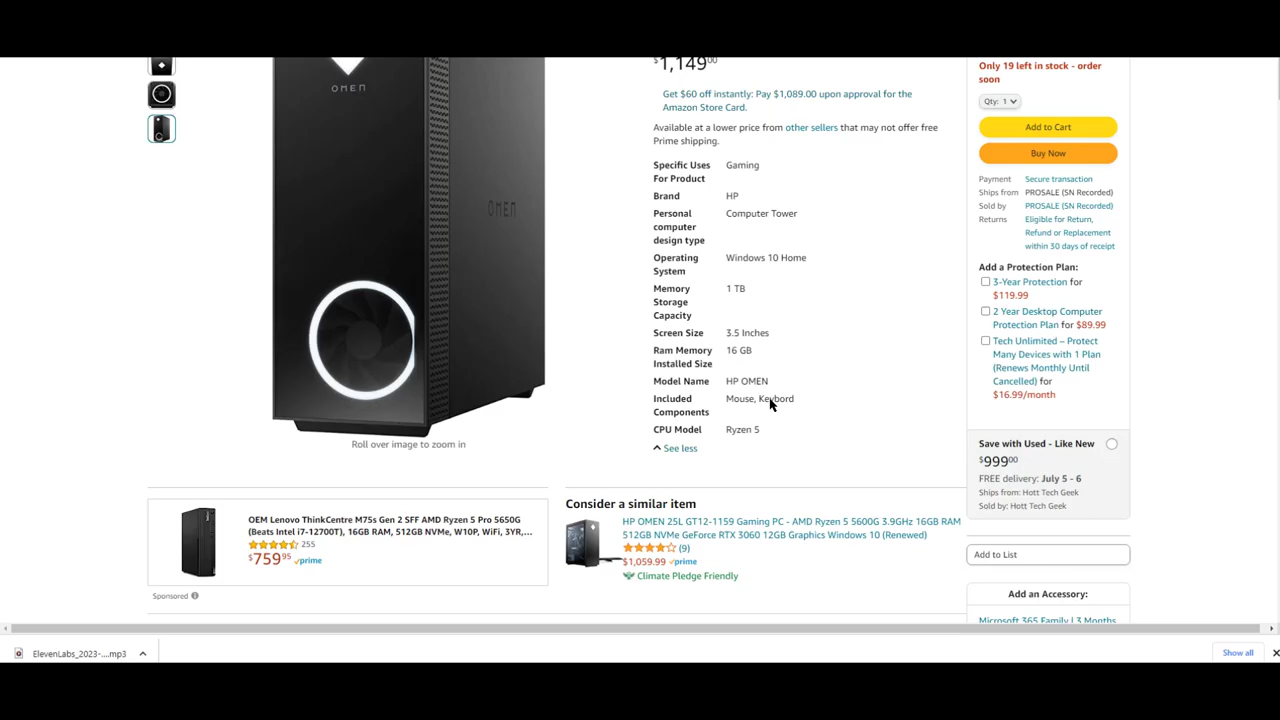 OMEN
OMEN
Roll over image to zoom in
$1,149.00
Get $60 off instantly: Pay $1,089.00 upon approval for the
Amazon Store Card.
Available at a lower price from other sellers that may not offer free
Prime shipping.
Specific Uses For Product Gaming
Brand HP
Personal computer design type Computer Tower
Operating System Windows 10 Home
Memory Storage Capacity 1 TB
Screen Size 3.5 Inches
Ram Memory Installed Size 16 GB
Model Name HP OMEN
Included Components Mouse, Keybord
CPU Model Ryzen 5
See less
Only 19 left in stock - order
soon
Qty: 1
Add to Cart
Buy Now
Payment Secure transaction
Ships from PROSALE (SN Recorded)
Sold by PROSALE (SN Recorded)
Returns Eligible for Return,
Refund or Replacement
within 30 days of receipt
Add a Protection Plan:
3-Year Protection for
$119.99
2 Year Desktop Computer
Protection Plan for $89.99
Tech Unlimited – Protect
Many Devices with 1 Plan
(Renews Monthly Until
Cancelled) for
$16.99/month
Save with Used - Like New
$999.00
FREE delivery: July 5 - 6
Ships from: Hott Tech Geek
Sold by: Hott Tech Geek
Add to List
Add an Accessory:
Microsoft 365 Family | 3 Months
OEM Lenovo ThinkCentre M75s Gen 2 SFF AMD Ryzen 5 Pro 5650G
(Beats Intel i7-12700T), 16GB RAM, 512GB NVMe, W10P, WiFi, 3YR,...
255
$759.95 prime
Sponsored
Consider a similar item
HP OMEN 25L GT12-1159 Gaming PC - AMD Ryzen 5 5600G 3.9GHz 16GB RAM
512GB NVMe GeForce RTX 3060 12GB Graphics Windows 10 (Renewed)
(9)
$1,059.99 prime
Climate Pledge Friendly
ElevenLabs_2023-....mp3
Show all